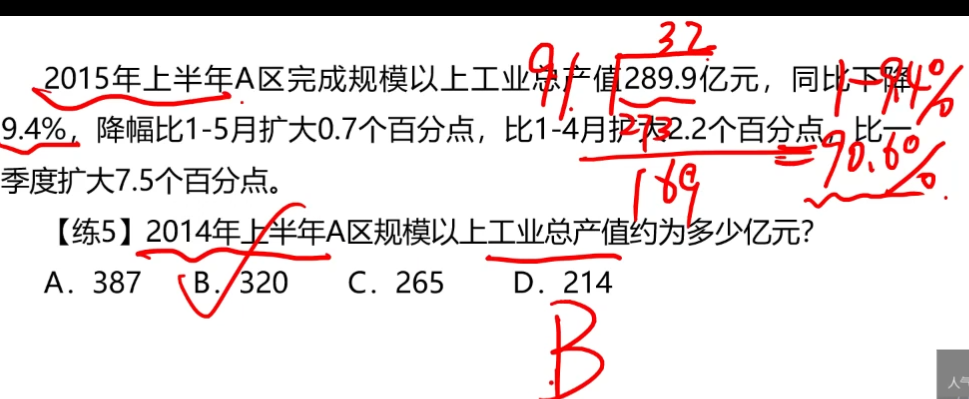 2015年上半年A区完成规模以上工业总产值289.9亿元，同比下降
9.4%，降幅比1-5月扩大0.7个百分点，比1-4月扩大2.2个百分点，比一
季度扩大7.5个百分点。
【练5】2014年上半年A区规模以上工业总产值约为多少亿元？
A．387 B．320 C．265 D．214
32
91
273
169
1-9.4%
=90.6%
B
人气